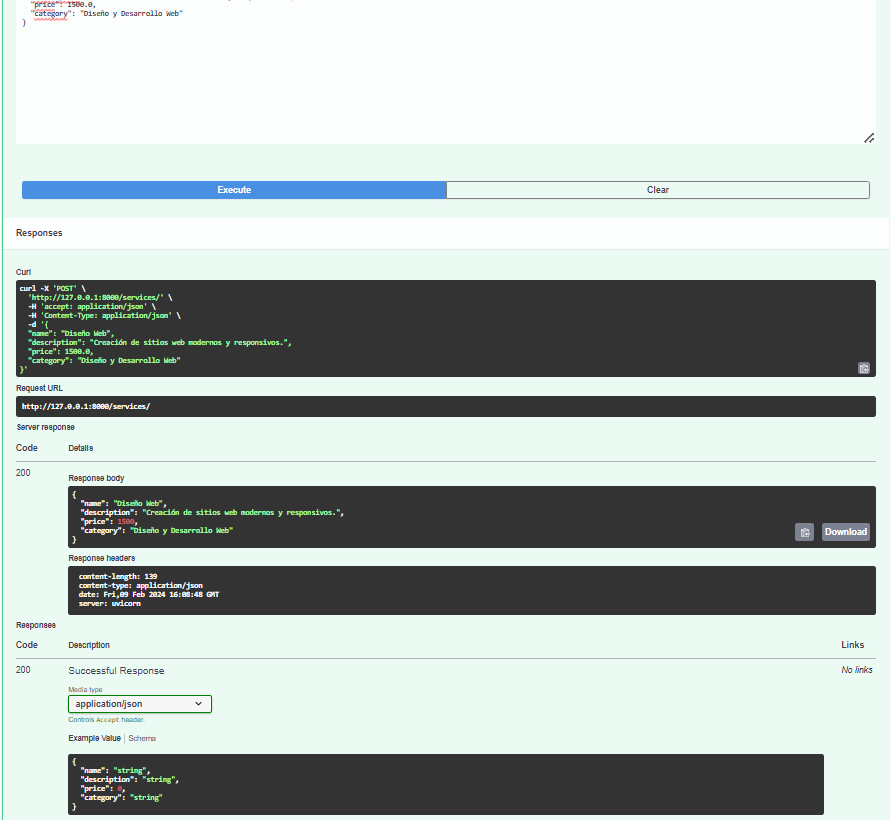 "price": 1500.0,
"category": "Diseño y Desarrollo Web"
}
Execute
Clear
Responses
Curl
curl -X 'POST' \
'http://127.0.0.1:8000/services/' \
-H 'accept: application/json' \
-H 'Content-Type: application/json' \
-d '{
"name": "Diseño Web",
"description": "Creación de sitios web modernos y responsivos.",
"price": 1500.0,
"category": "Diseño y Desarrollo Web"
}'
Request URL
http://127.0.0.1:8000/services/
Server response
Code Details
200
Response body
{
"name": "Diseño Web",
"description": "Creación de sitios web modernos y responsivos.",
"price": 1500,
"category": "Diseño y Desarrollo Web"
}
Download
Response headers
content-length: 139
content-type: application/json
date: Fri,09 Feb 2024 16:08:48 GMT
server: uvicorn
Responses
Code Description Links
200 Successful Response No links
Media type
application/json
Controls Accept header.
Example Value | Schema
{
"name": "string",
"description": "string",
"price": 0,
"category": "string"
}